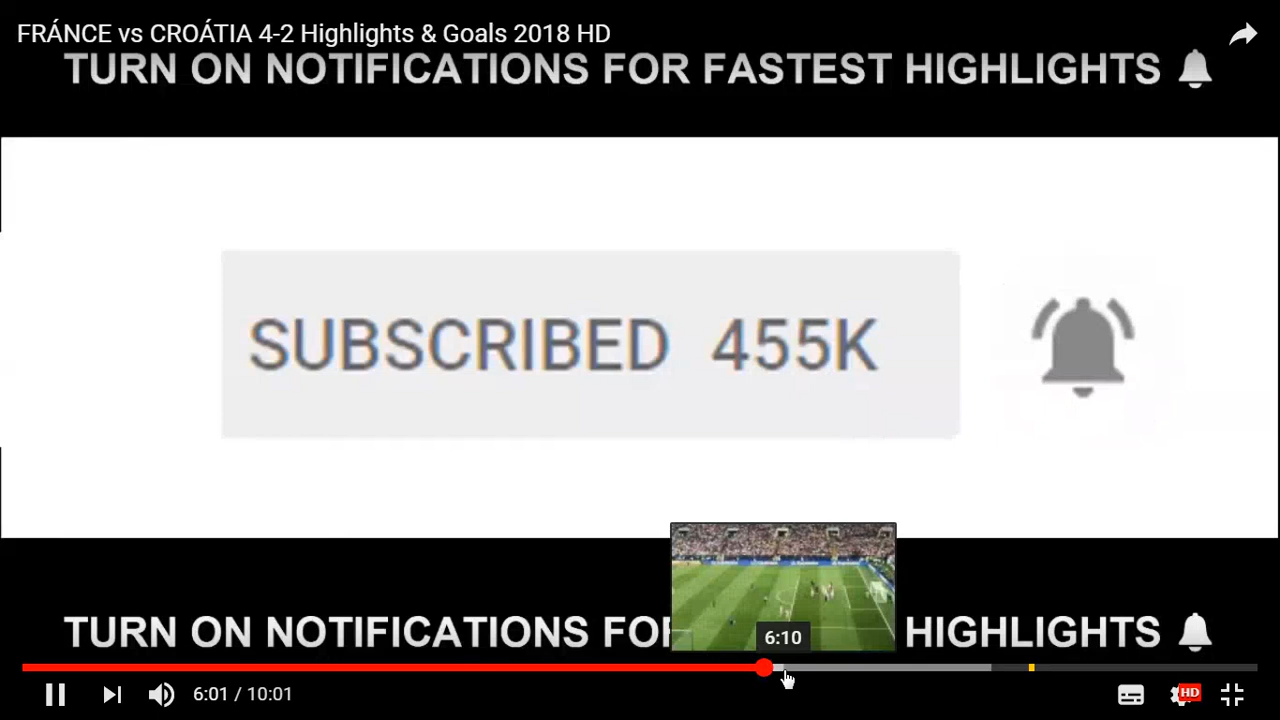 FRÁNCE vs CROÁTIA 4-2 Highlights & Goals 2018 HD
TURN ON NOTIFICATIONS FOR FASTEST HIGHLIGHTS
SUBSCRIBED 455K
TURN ON NOTIFICATIONS FOR HIGHLIGHTS
6:10
6:01 / 10:01
HD